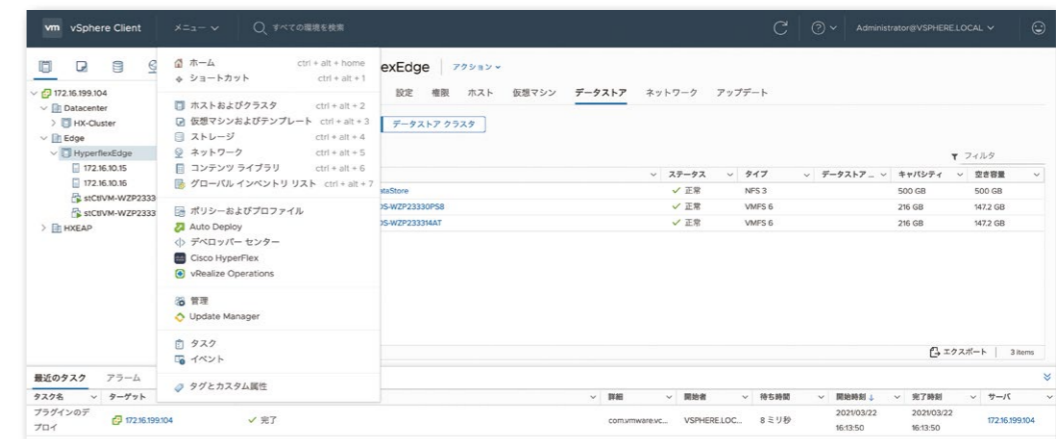 vm vSphere Client メニュー すべての環境を検索 Administrator@VSPHERE.LOCAL
ホーム ctrl + alt + home
ショートカット ctrl + alt + 1
ホストおよびクラスタ ctrl + alt + 2
仮想マシンおよびテンプレート ctrl + alt + 3
ストレージ ctrl + alt + 4
ネットワーク ctrl + alt + 5
コンテンツ ライブラリ ctrl + alt + 6
グローバル インベントリ リスト ctrl + alt + 7
ポリシーおよびプロファイル
Auto Deploy
デベロッパー センター
Cisco HyperFlex
vRealize Operations
管理
Update Manager
タスク
イベント
タグとカスタム属性
172.16.199.104
Datacenter
HX-Cluster
Edge
HyperflexEdge
172.16.10.15
172.16.10.16
stCtlVM-WZP2333
stCtlVM-WZP2333
HXEAP
exEdge アクション
設定 権限 ホスト 仮想マシン データストア ネットワーク アップデート
データストア クラスタ
フィルタ
ステータス タイプ データストア ... キャパシティ 空き容量
ataStore 正常 NFS 3 500 GB 500 GB
DS-WZP23330PS8 正常 VMFS 6 216 GB 147.2 GB
DS-WZP233314AT 正常 VMFS 6 216 GB 147.2 GB
エクスポート 3 items
最近のタスク アラーム
タスク名 ターゲット 詳細 開始者 待ち時間 開始時刻 ↓ 完了時刻 サーバ
プラグインのデプロイ 172.16.199.104 完了 com.vmware.vc... VSPHERE.LOC... 8 ミリ秒 2021/03/22 16:13:50 2021/03/22 16:13:50 172.16.199.104